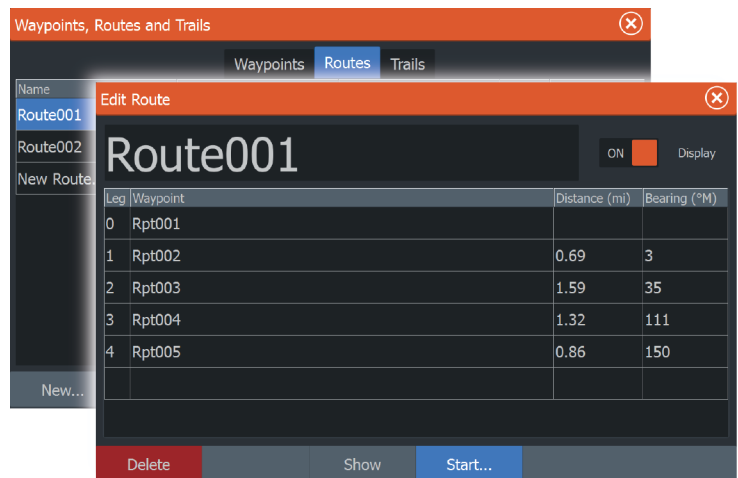 Waypoints, Routes and Trails
Waypoints Routes Trails
Name
Route001
Route002
New Route.
New...
Edit Route
Route001
ON Display
Leg Waypoint Distance (mi) Bearing (°M)
0 Rpt001
1 Rpt002 0.69 3
2 Rpt003 1.59 35
3 Rpt004 1.32 111
4 Rpt005 0.86 150
Delete Show Start...